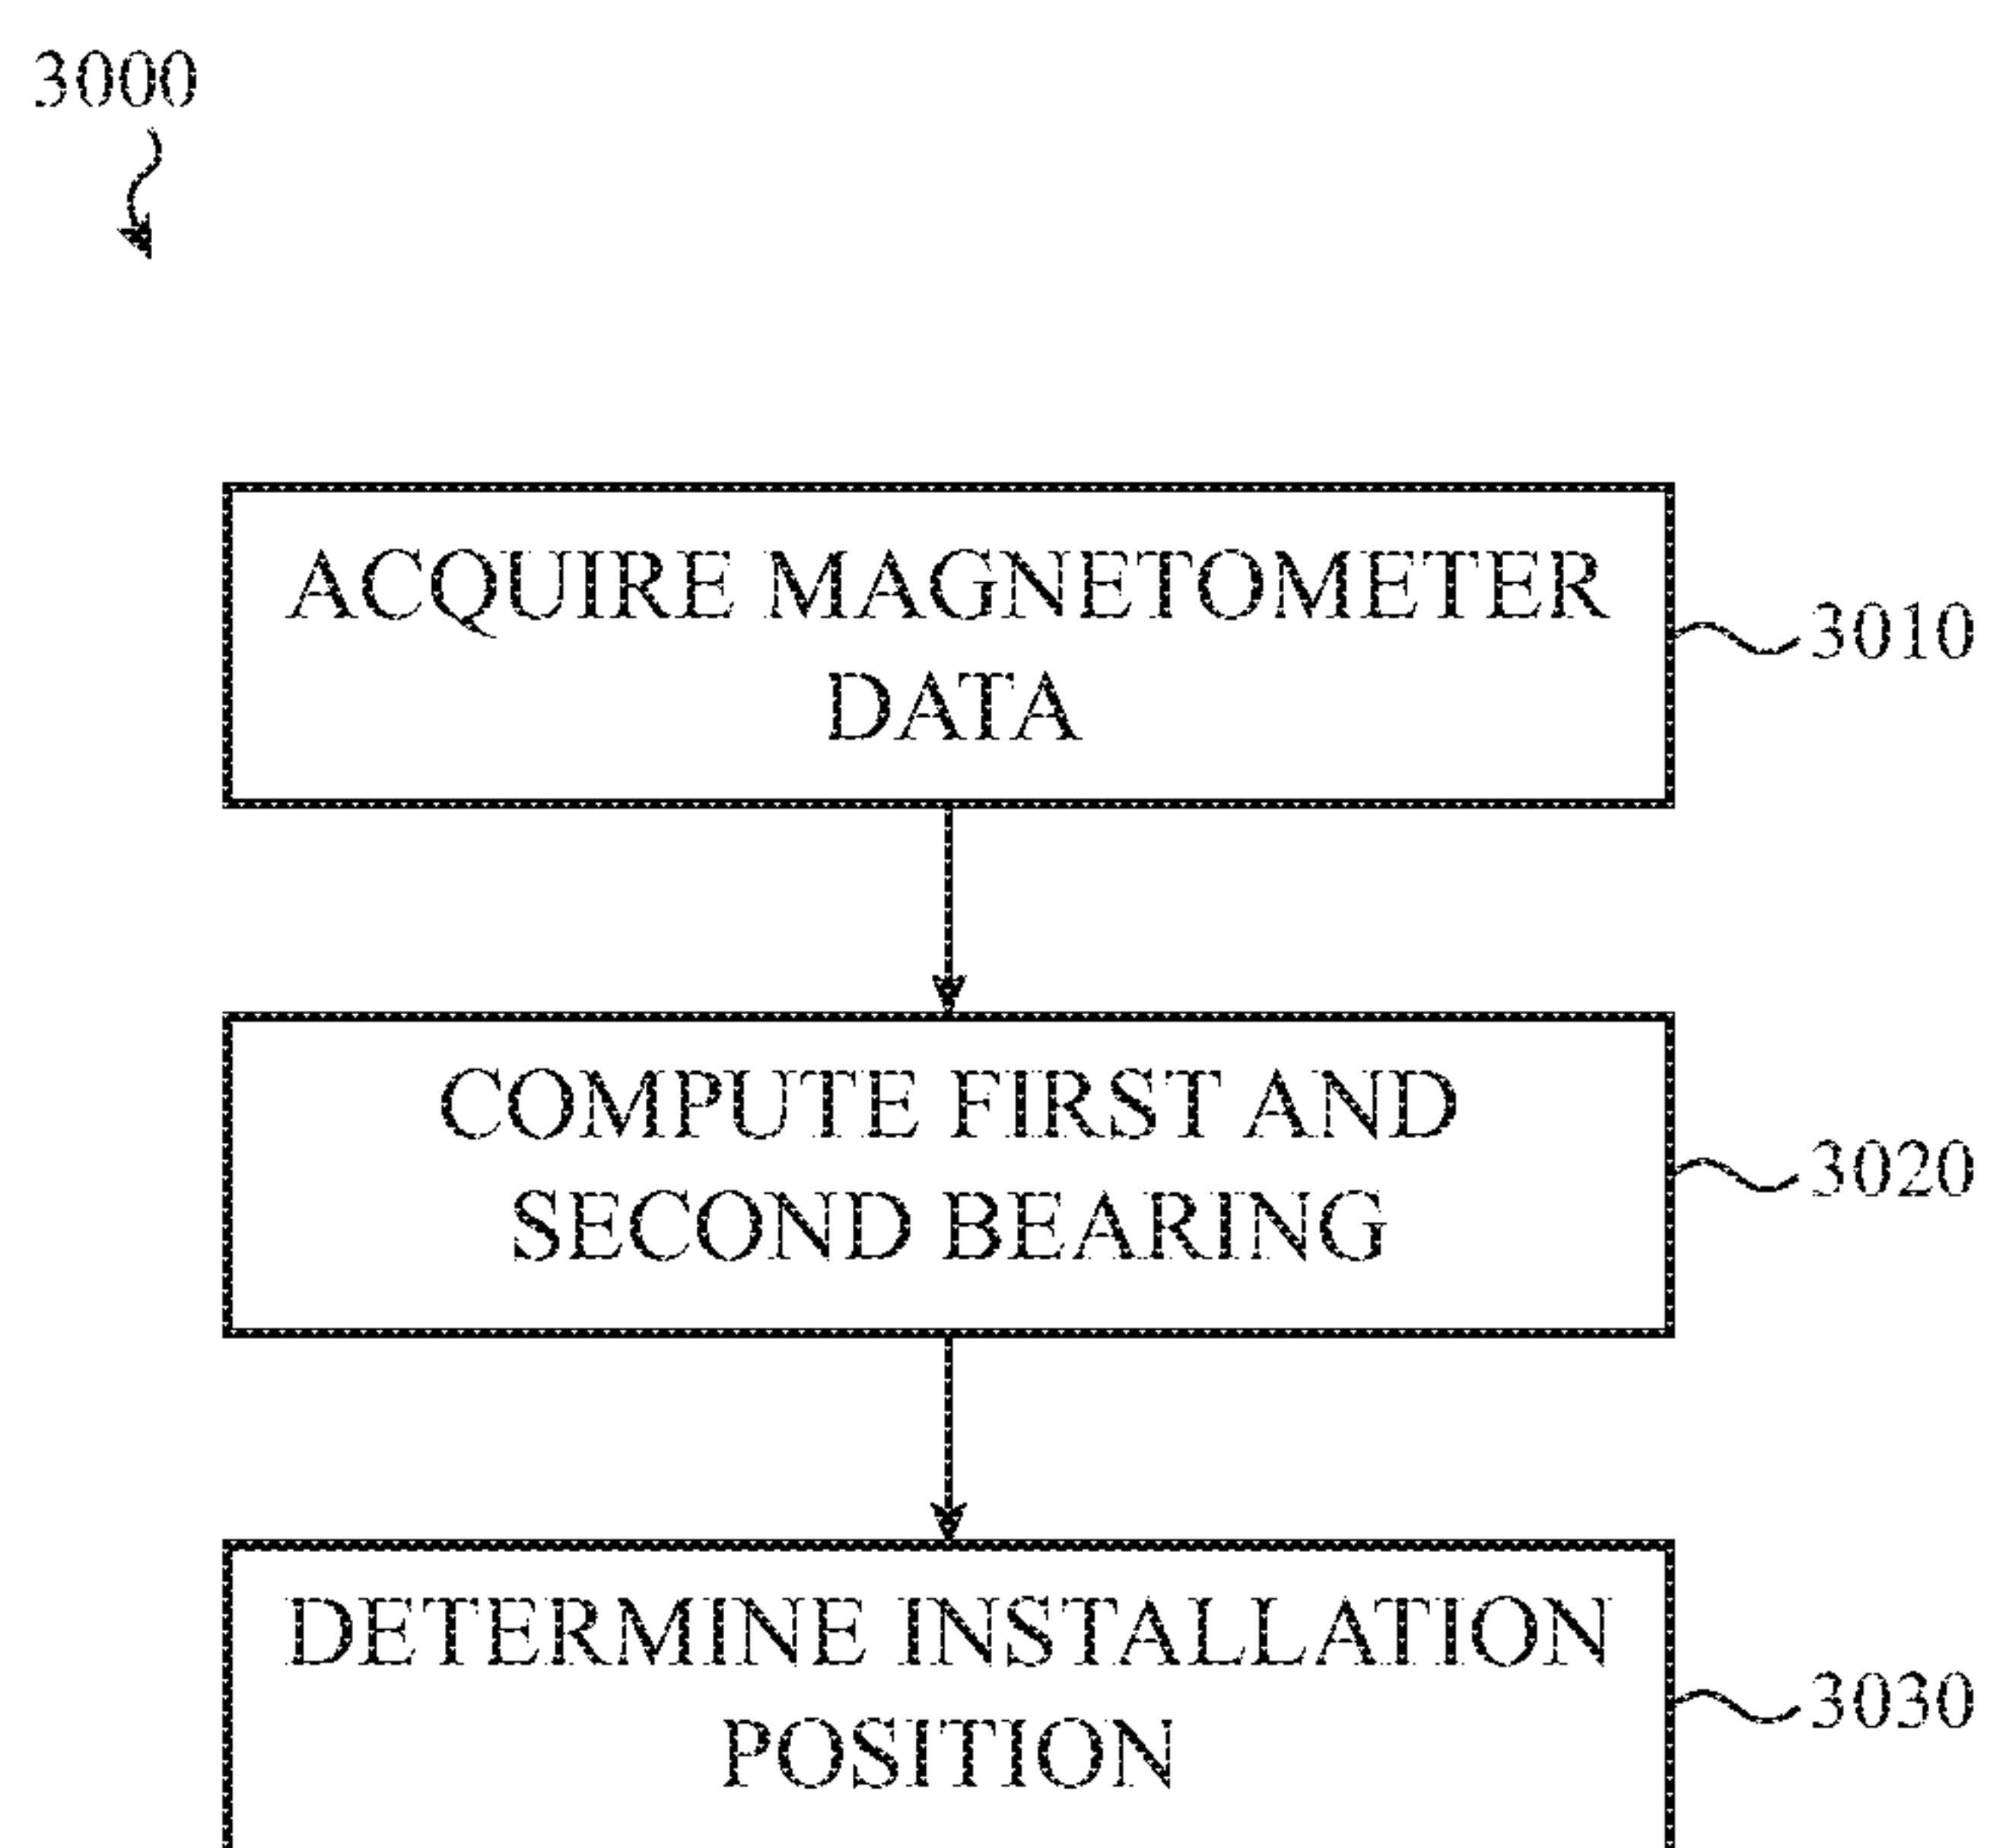 3000
ACQUIRE MAGNETOMETER
DATA
3010
COMPUTE FIRST AND
SECOND BEARING
3020
DETERMINE INSTALLATION
POSITION
3030